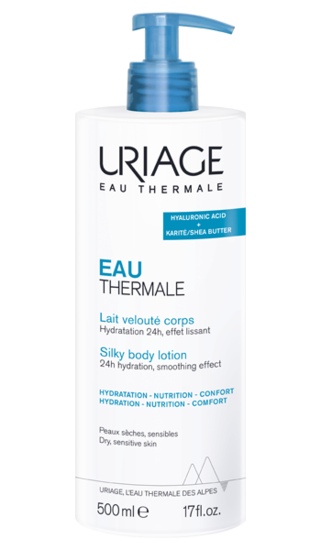 URIAGE
EAU THERMALE
HYALURONIC ACID
+
KARITÉ/SHEA BUTTER
EAU
THERMALE
Lait velouté corps
Hydratation 24h, effet lissant
Silky body lotion
24h hydration, smoothing effect
HYDRATATION - NUTRITION - CONFORT
HYDRATION - NUTRITION - COMFORT
Peaux sèches, sensibles
Dry, sensitive skin
URIAGE, L'EAU THERMALE DES ALPES
500 ml e 17fl.oz.